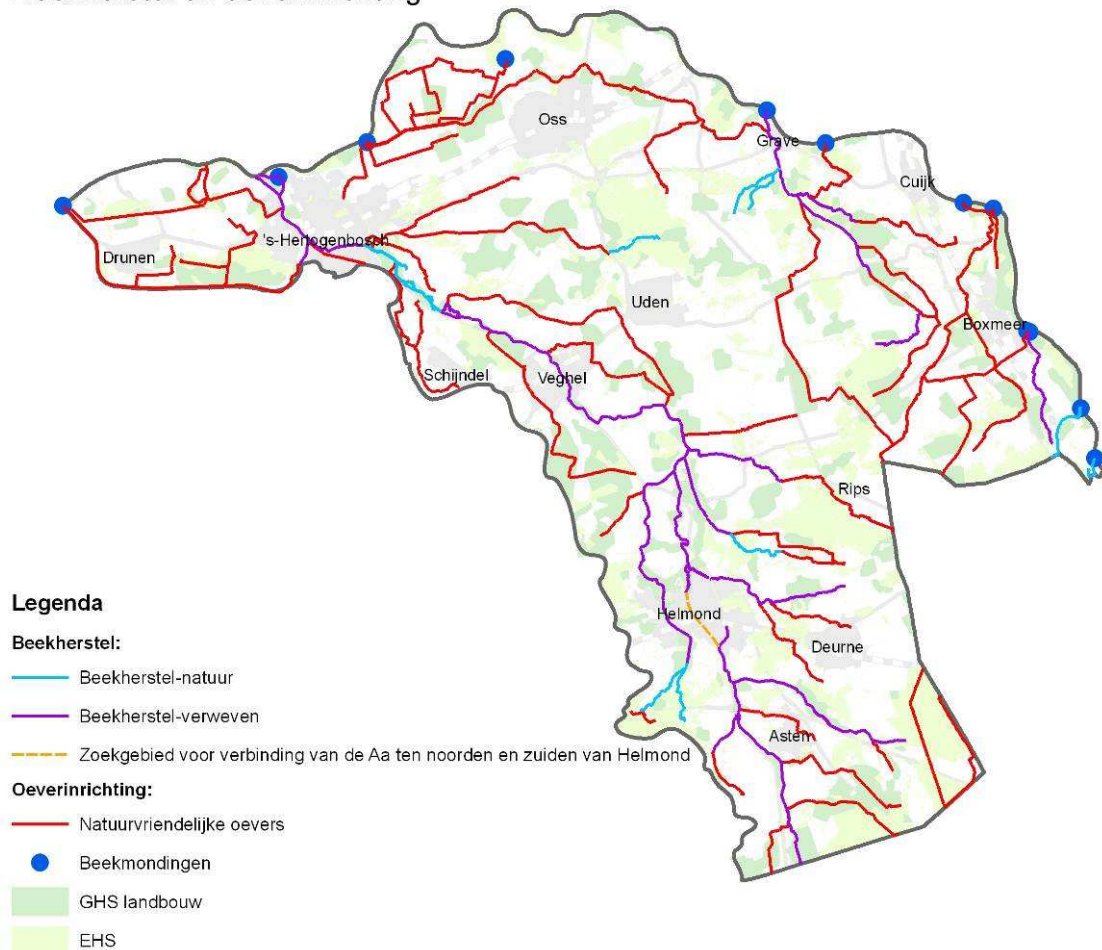 Oss
Grave
Cuijk
's-Hertogenbosch
Drunen
Uden
Boxmeer
Schijndel
Veghel
Rips
Helmond
Deurne
Asten
Legenda
Beekherstel:
Beekherstel-natuur
Beekherstel-verweven
Zoekgebied voor verbinding van de Aa ten noorden en zuiden van Helmond
Oeverinrichting:
Natuurvriendelijke oevers
Beekmondingen
GHS landbouw
EHS